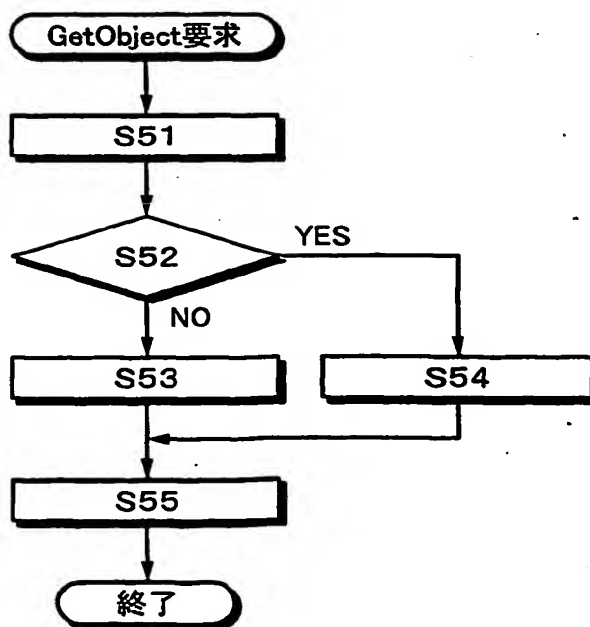 GetObject要求
S51
S52
YES
NO
S53
S54
S55
終了